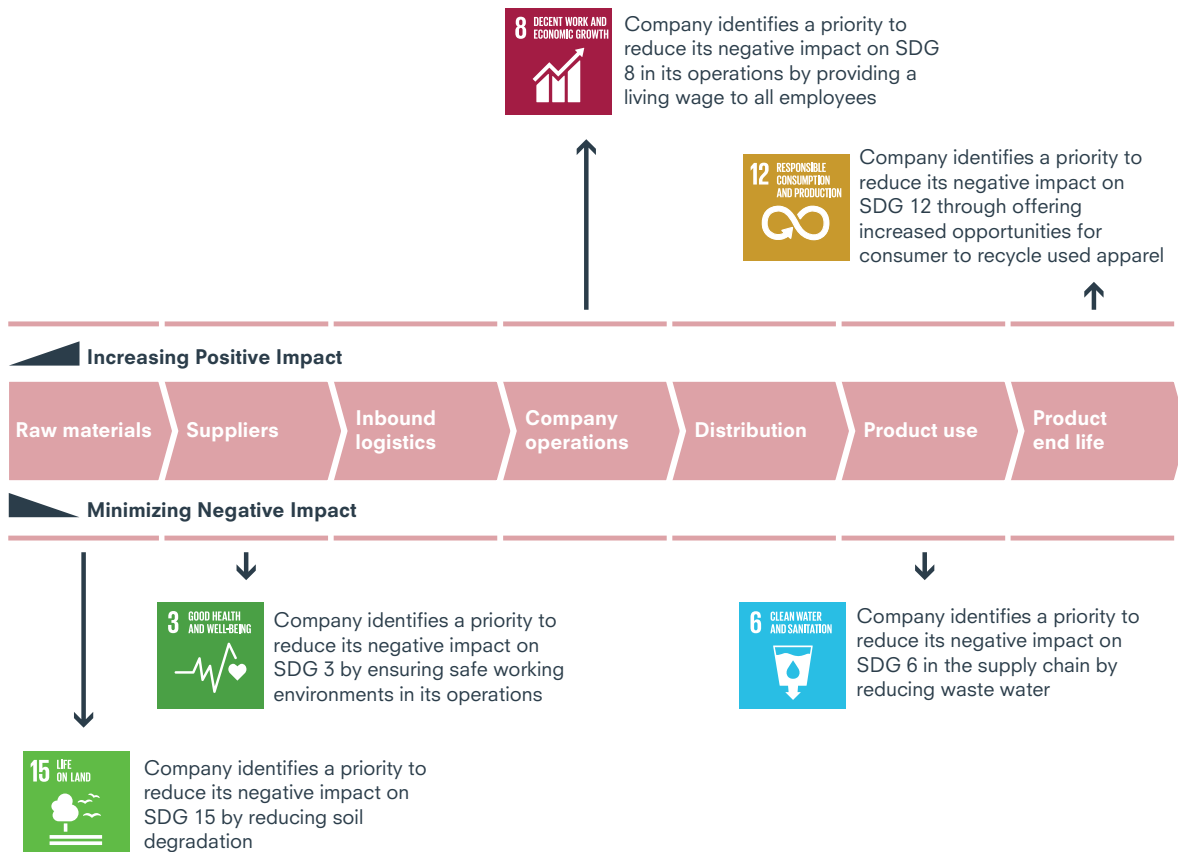 8 DECENT WORK AND
ECONOMIC GROWTH
Company identifies a priority to
reduce its negative impact on SDG
8 in its operations by providing a
living wage to all employees
12 RESPONSIBLE
CONSUMPTION
AND PRODUCTION
Company identifies a priority to
reduce its negative impact on
SDG 12 through offering
increased opportunities for
consumer to recycle used apparel
Increasing Positive Impact
Raw materials
Suppliers
Inbound
logistics
Company
operations
Distribution
Product use
Product
end life
Minimizing Negative Impact
3 GOOD HEALTH
AND WELL-BEING
Company identifies a priority to
reduce its negative impact on
SDG 3 by ensuring safe working
environments in its operations
6 CLEAN WATER
AND SANITATION
Company identifies a priority to
reduce its negative impact on
SDG 6 in the supply chain by
reducing waste water
15 LIFE
ON LAND
Company identifies a priority to
reduce its negative impact on
SDG 15 by reducing soil
degradation